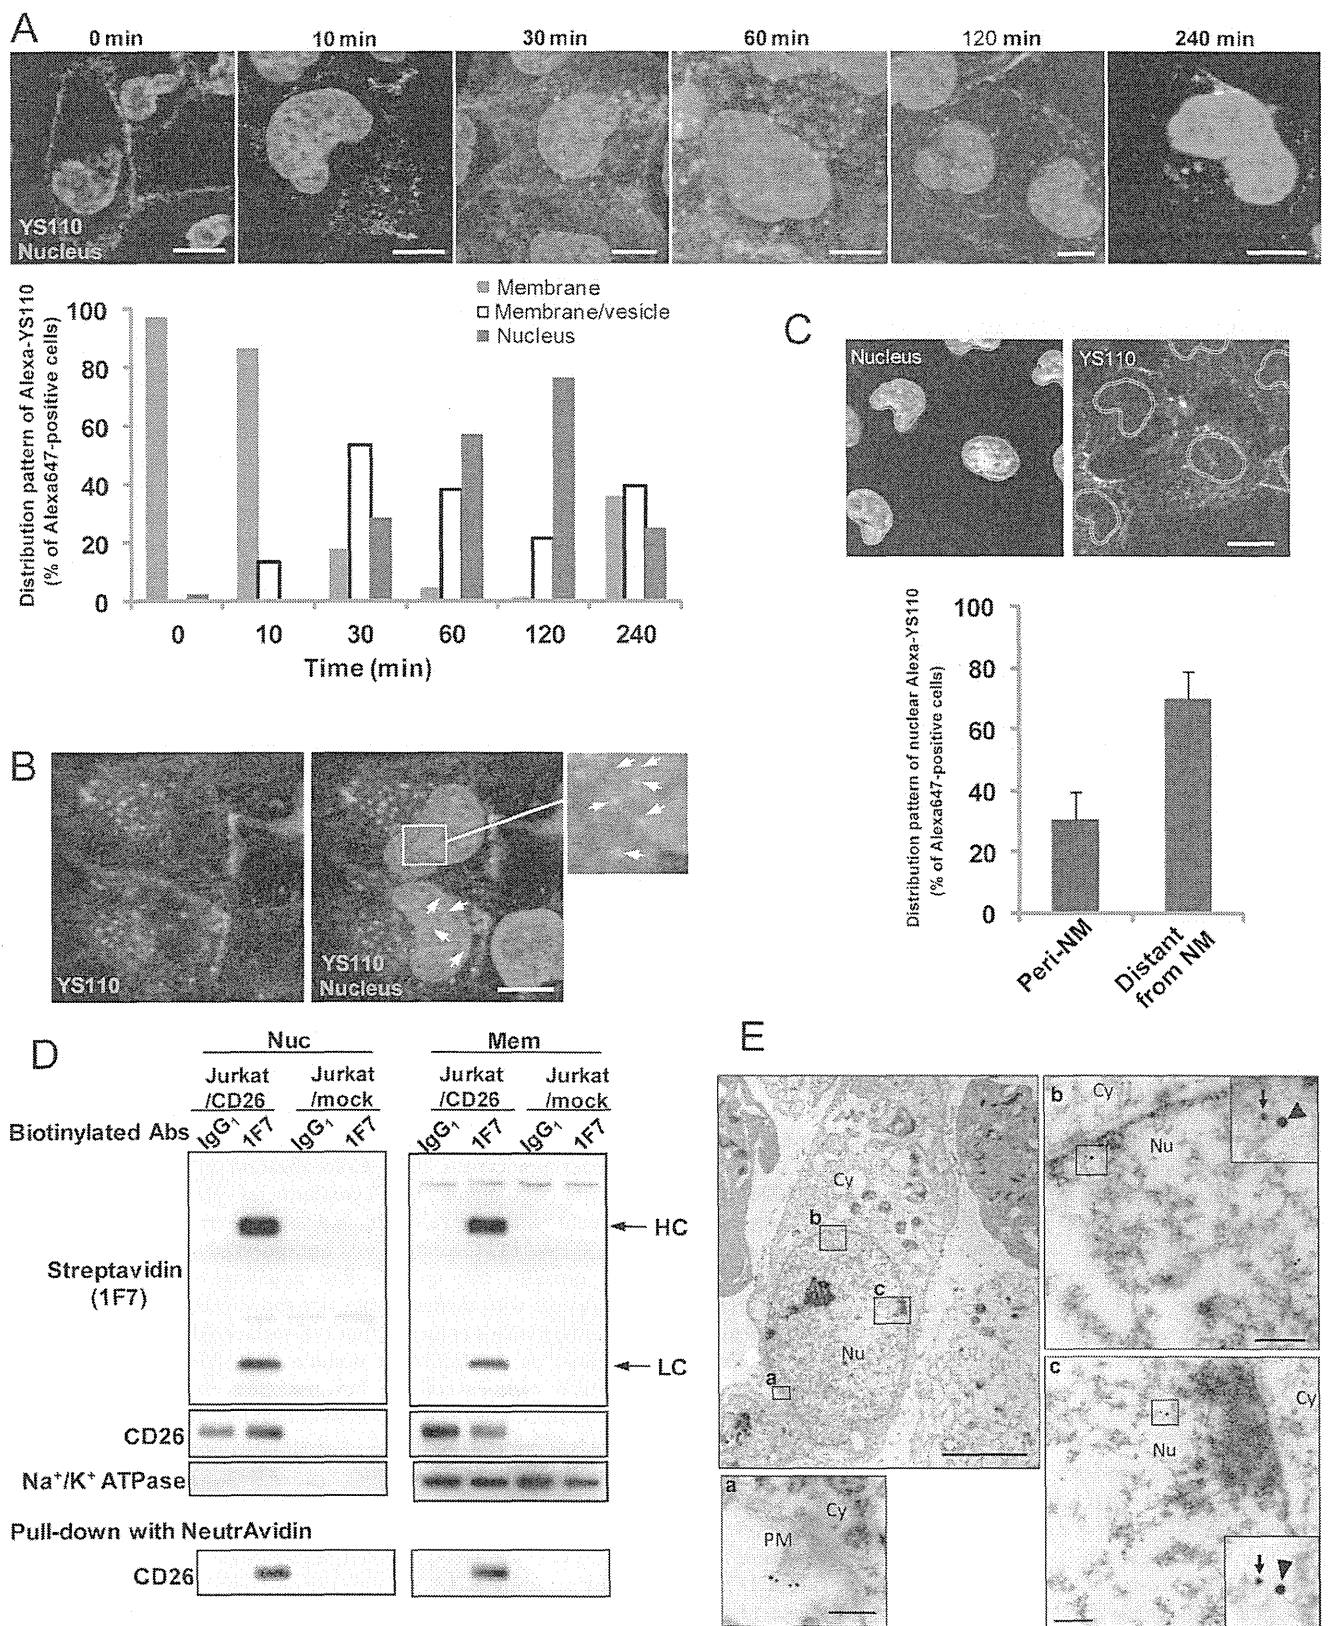 A
0 min 10 min 30 min 60 min 120 min 240 min
YS110
Nucleus
Distribution pattern of Alexa-YS110
(% of Alexa647-positive cells)
100
80
60
40
20
0
Membrane
Membrane/vesicle
Nucleus
0 10 30 60 120 240
Time (min)
B
YS110
YS110
Nucleus
C
Nucleus
YS110
Distribution pattern of nuclear Alexa-YS110
(% of Alexa647-positive cells)
100
80
60
40
20
0
Peri-NM
Distant
from NM
D
Nuc Mem
Jurkat
/CD26
Jurkat
/mock
Jurkat
/CD26
Jurkat
/mock
Biotinylated Abs
IgG₁ 1F7 IgG₁ 1F7 IgG₁ 1F7 IgG₁ 1F7
Streptavidin
(1F7)
HC
LC
CD26
Na⁺/K⁺ ATPase
Pull-down with NeutrAvidin
CD26
E
Cy
b
c
Nu
a
b
Cy
Nu
c
Cy
Nu
a
Cy
PM